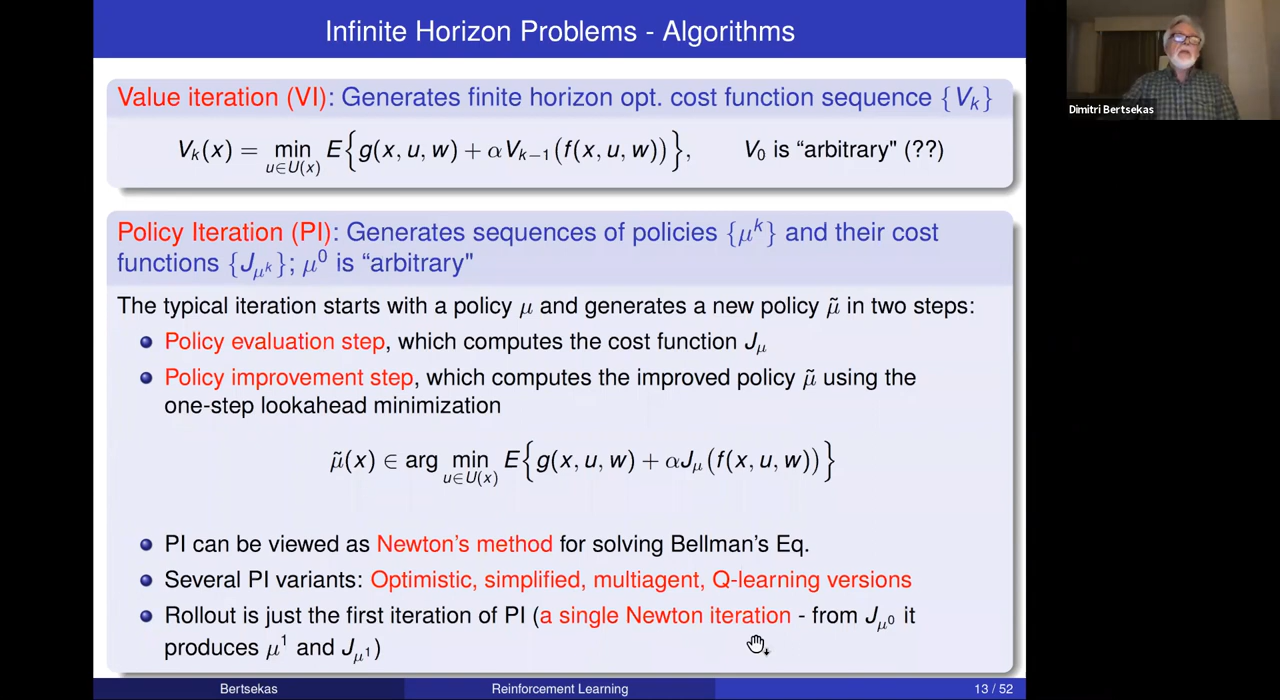 Infinite Horizon Problems - Algorithms
Dimitri Bertsekas
Value iteration (VI): Generates finite horizon opt. cost function sequence {V_k}
V_k(x) = min_{u∈U(x)} E{g(x, u, w) + αV_{k−1}(f(x, u, w))}, V_0 is “arbitrary" (??)
Policy Iteration (PI): Generates sequences of policies {μ^k} and their cost
functions {J_{μ^k}}; μ^0 is “arbitrary"
The typical iteration starts with a policy μ and generates a new policy μ̃ in two steps:
Policy evaluation step, which computes the cost function J_μ
Policy improvement step, which computes the improved policy μ̃ using the
one-step lookahead minimization
μ̃(x) ∈ arg min_{u∈U(x)} E{g(x, u, w) + αJ_μ(f(x, u, w))}
PI can be viewed as Newton's method for solving Bellman's Eq.
Several PI variants: Optimistic, simplified, multiagent, Q-learning versions
Rollout is just the first iteration of PI (a single Newton iteration - from J_{μ^0} it
produces μ^1 and J_{μ^1})
Bertsekas Reinforcement Learning 13 / 52